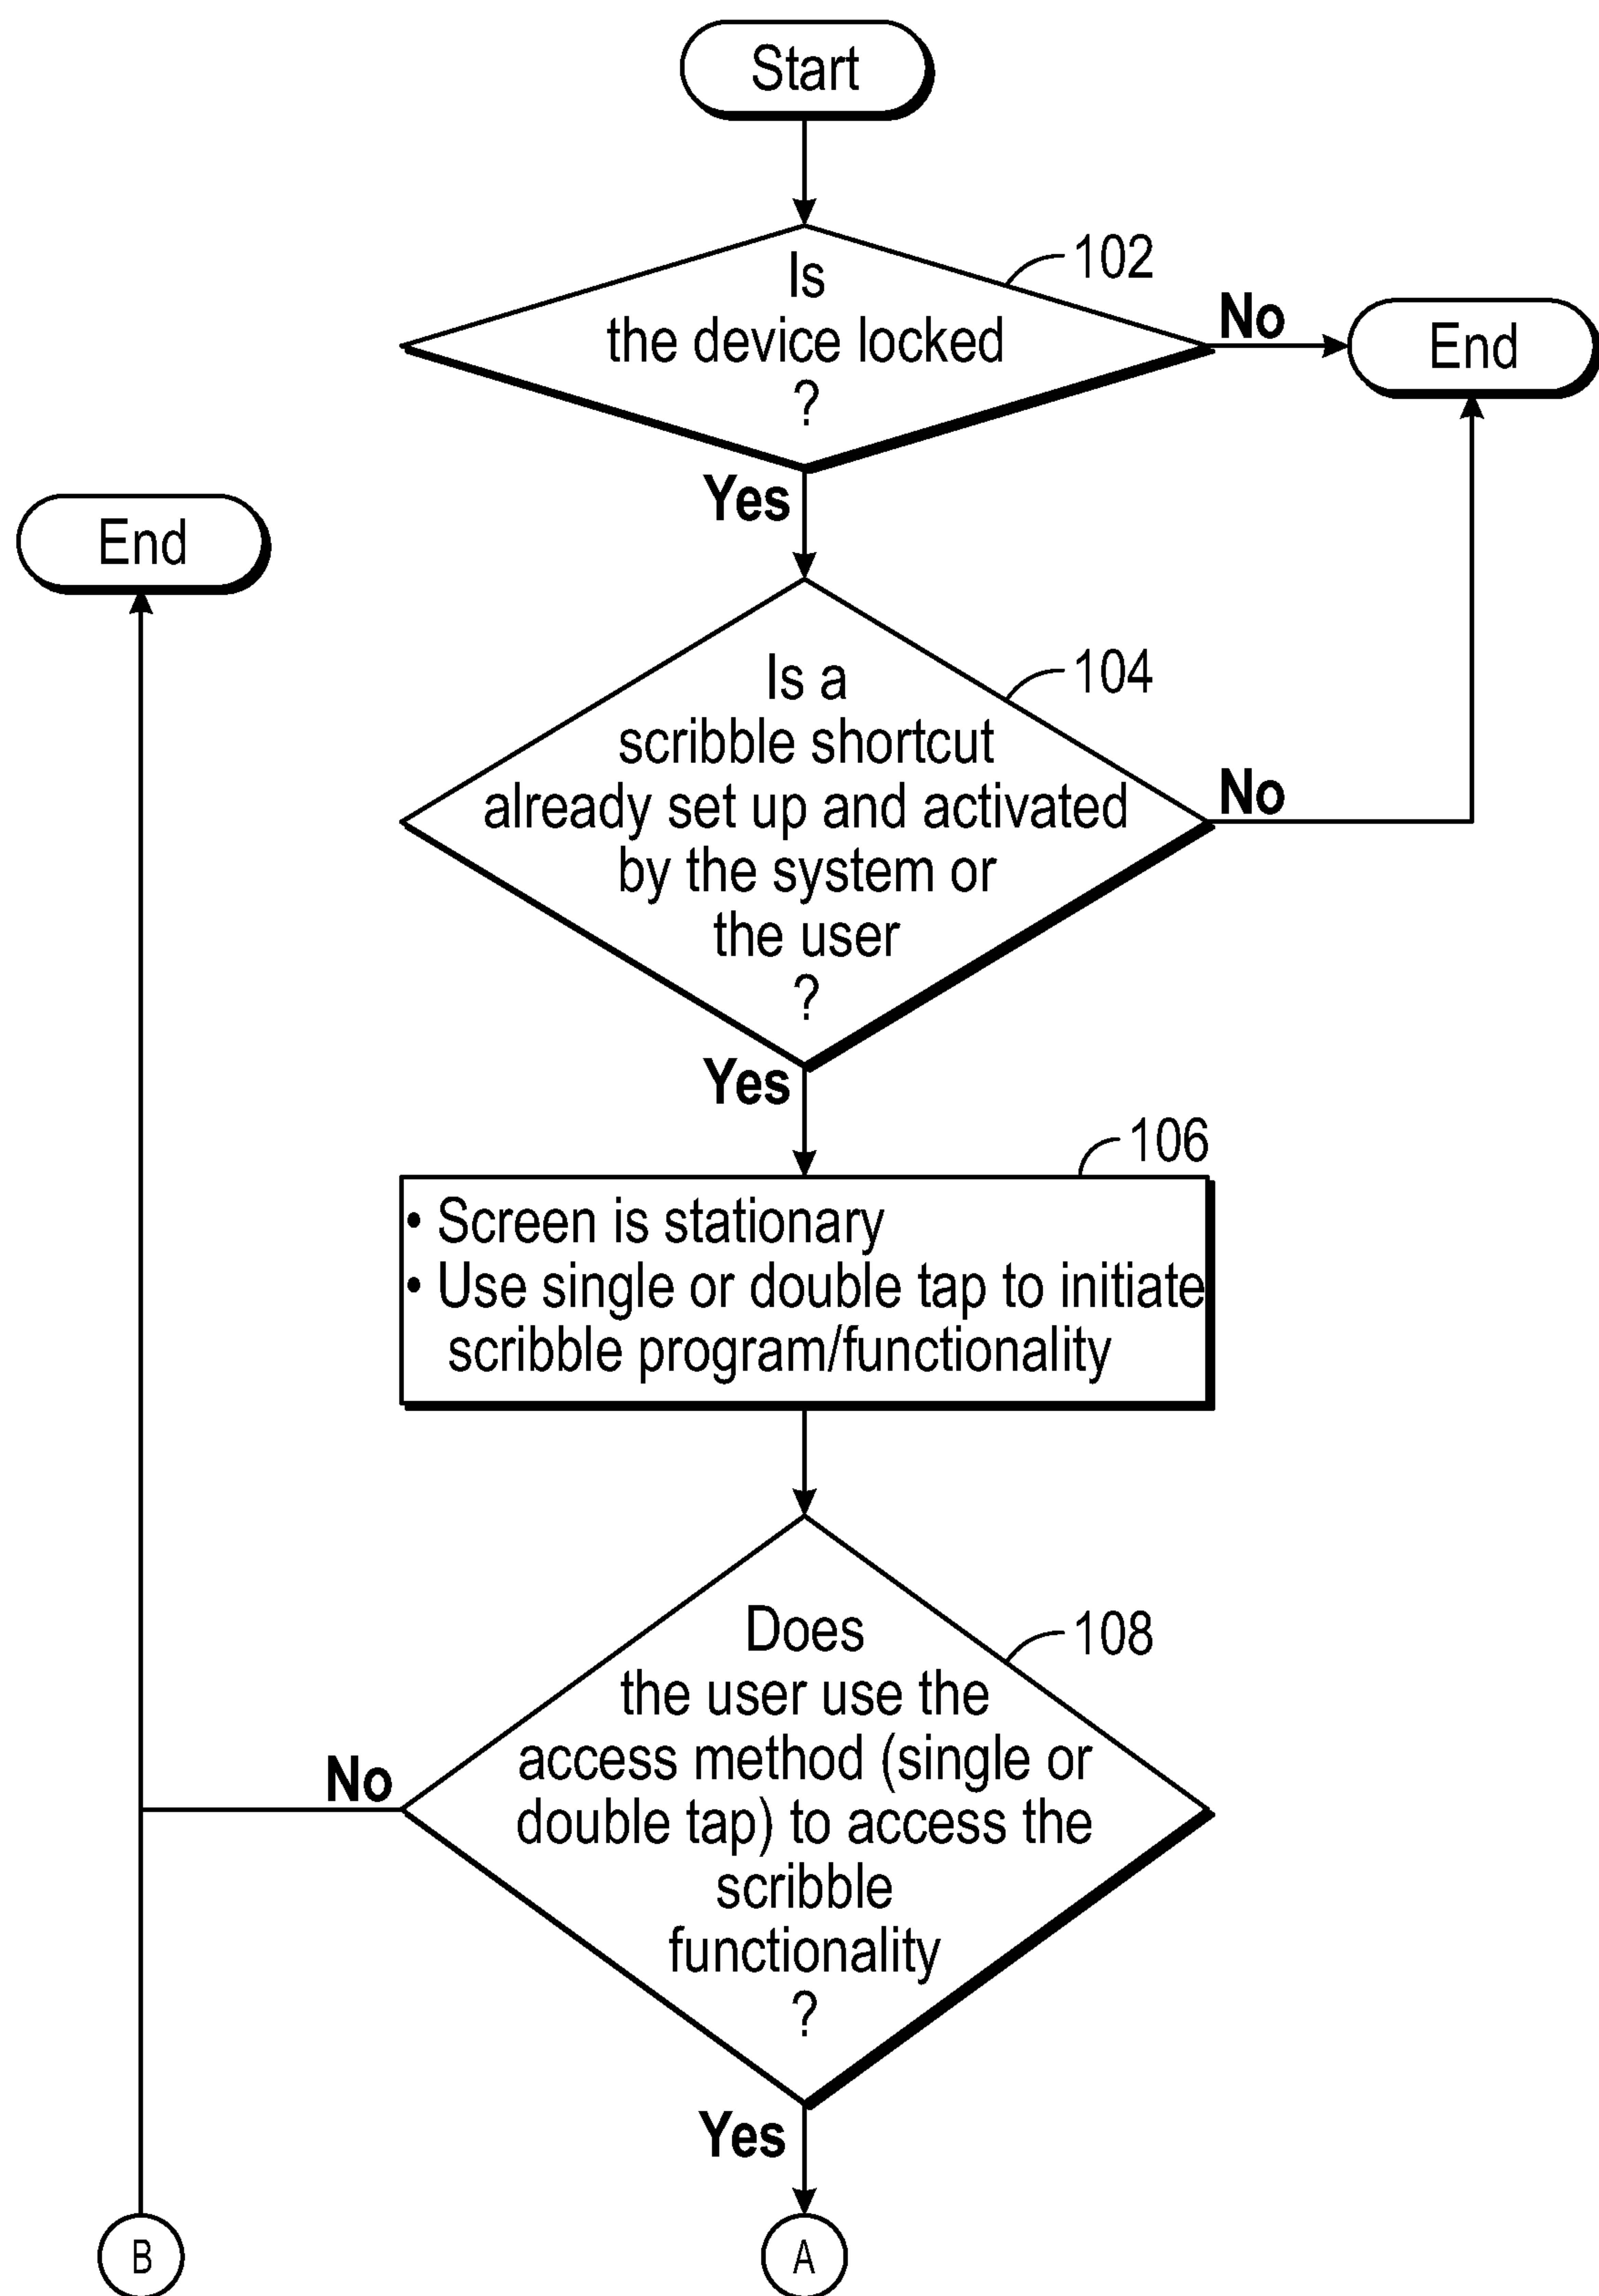 Start
Is
the device locked
?
102
No
End
Yes
End
Is a
scribble shortcut
already set up and activated
by the system or
the user
?
104
No
Yes
106
• Screen is stationary
• Use single or double tap to initiate
scribble program/functionality
Does
the user use the
access method (single or
double tap) to access the
scribble
functionality
?
108
No
Yes
B
A